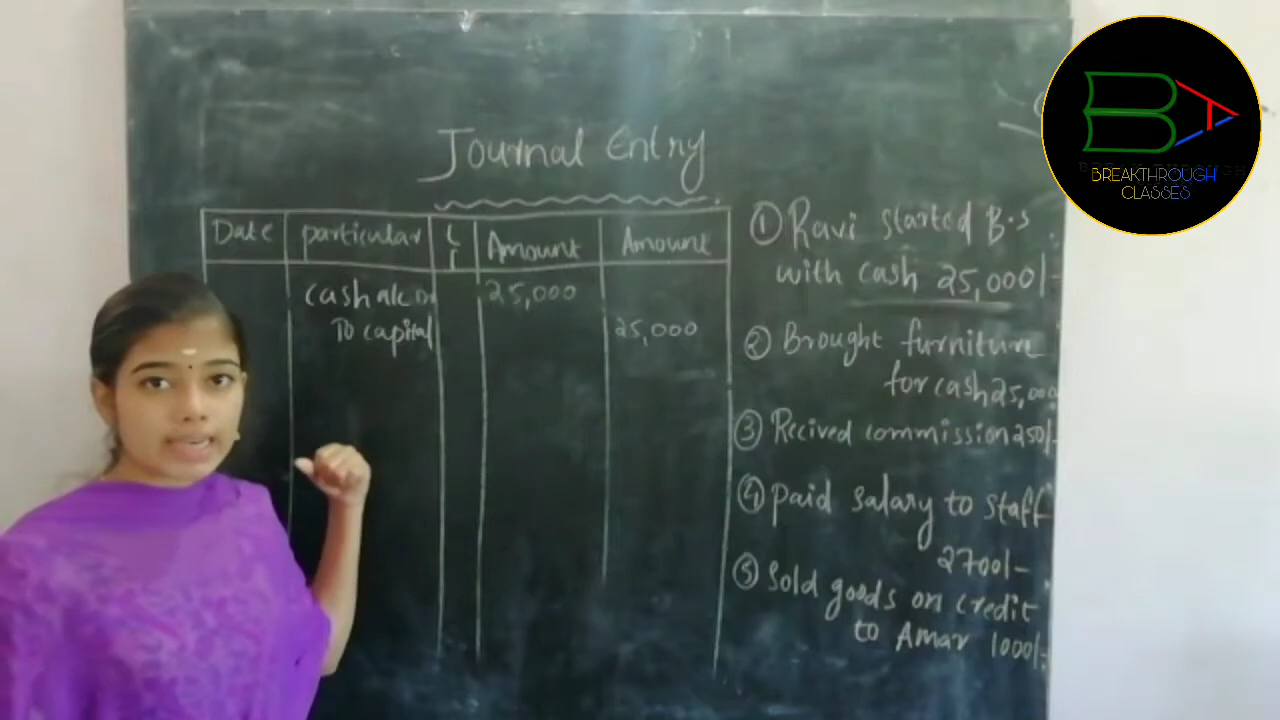 Journal Entry
Date particular L Amount Amount
F
cash a/c Dr 25,000
To capital 25,000
① Ravi started B.s
with cash 25,000/-
② Brought furniture
for cash 25,000
③ Recived commission 250/-
④ paid salary to staff
2700/-
⑤ Sold goods on credit
to Amar 1000/-
BREAKTHROUGH
CLASSES